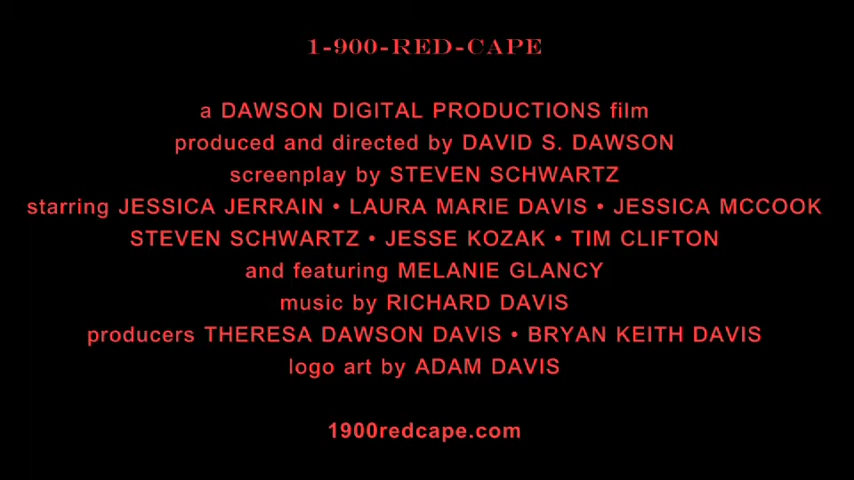 1-900-RED-CAPE
a DAWSON DIGITAL PRODUCTIONS film
produced and directed by DAVID S. DAWSON
screenplay by STEVEN SCHWARTZ
starring JESSICA JERRAIN • LAURA MARIE DAVIS • JESSICA MCCOOK
STEVEN SCHWARTZ • JESSE KOZAK • TIM CLIFTON
and featuring MELANIE GLANCY
music by RICHARD DAVIS
producers THERESA DAWSON DAVIS • BRYAN KEITH DAVIS
logo art by ADAM DAVIS
1900redcape.com